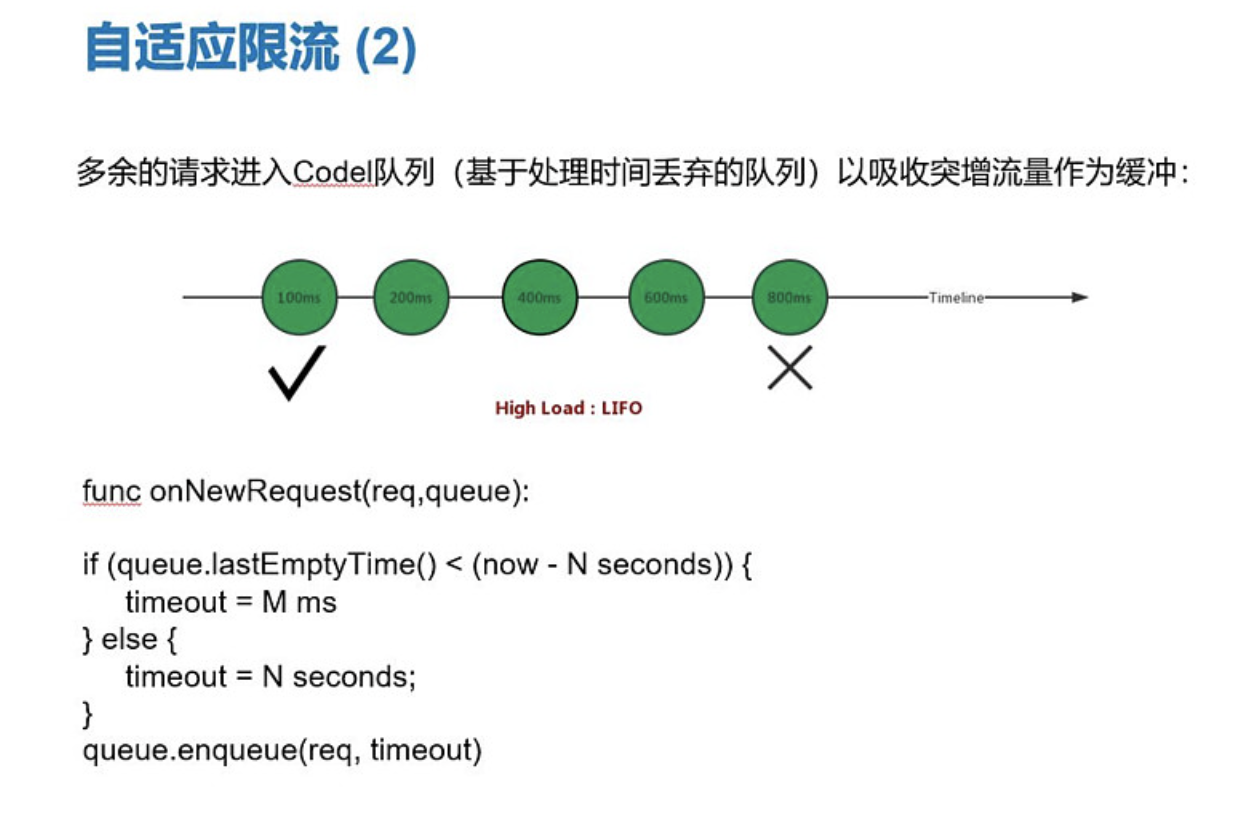 自适应限流 (2)
多余的请求进入Codel队列（基于处理时间丢弃的队列）以吸收突增流量作为缓冲：
100ms 200ms 400ms 600ms 800ms Timeline
High Load : LIFO
func onNewRequest(req,queue):
if (queue.lastEmptyTime() < (now - N seconds)) {
timeout = M ms
} else {
timeout = N seconds;
}
queue.enqueue(req, timeout)